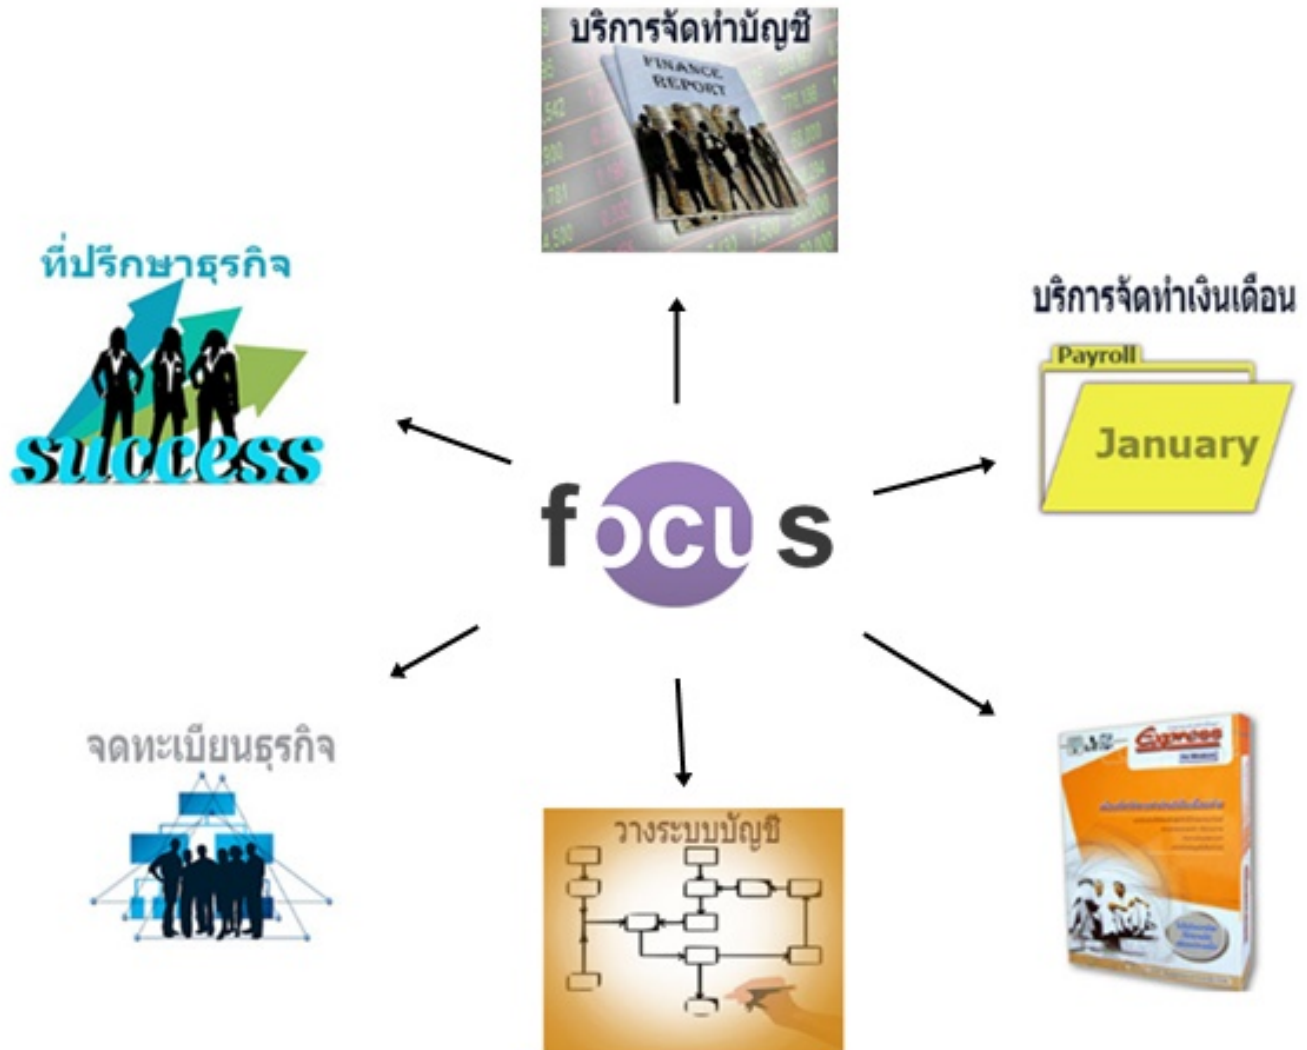 บริการจัดทำบัญชี
FINANCE
REPORT
ที่ปรึกษาธุรกิจ
success
บริการจัดทำเงินเดือน
Payroll
January
focus
จดทะเบียนธุรกิจ
วางระบบบัญชี
Express